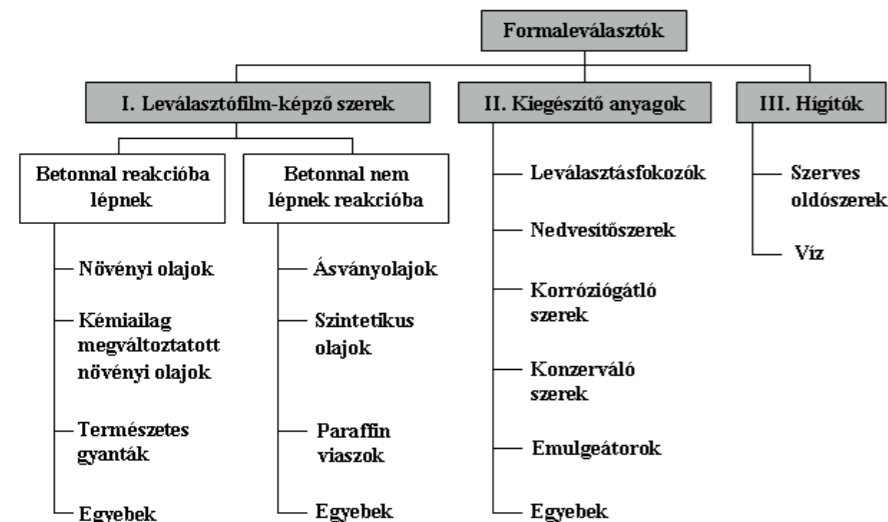 Formaleválasztók
I. Leválasztófilm-képző szerek
II. Kiegészítő anyagok
III. Hígítók
Betonnal reakcióba
lépnek
Betonnal nem
lépnek reakcióba
Növényi olajok
Kémiailag
megváltoztatott
növényi olajok
Természetes
gyanták
Egyebek
Ásványolajok
Szintetikus
olajok
Paraffin
viaszok
Egyebek
Leválasztásfokozók
Nedvesítőszerek
Korróziógátló
szerek
Konzerváló
szerek
Emulgeátorok
Egyebek
Szerves
oldószerek
Víz